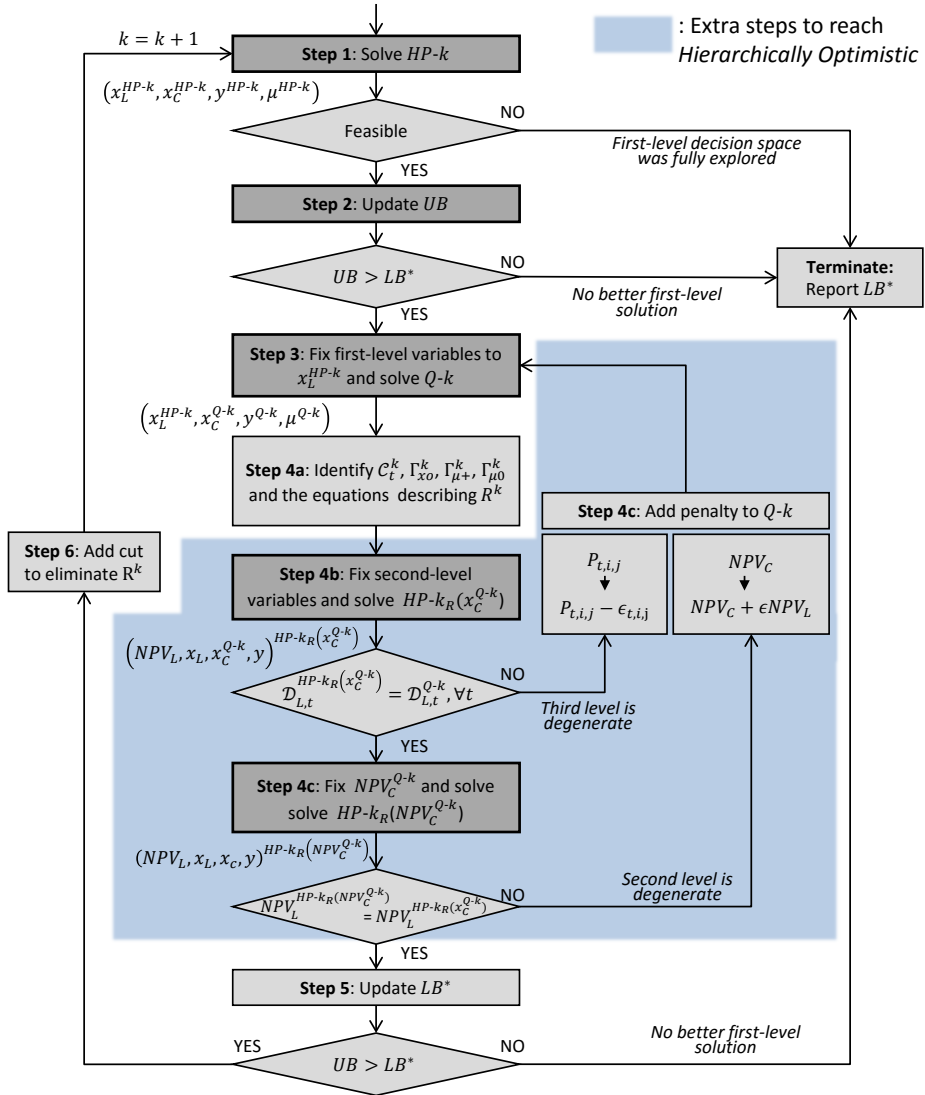 : Extra steps to reach
Hierarchically Optimistic
k = k + 1
Step 1: Solve HP-k
(x_L^{HP-k}, x_C^{HP-k}, y^{HP-k}, μ^{HP-k})
NO
Feasible
First-level decision space
was fully explored
YES
Step 2: Update UB
NO
UB > LB*
Terminate:
Report LB*
No better first-level
solution
YES
Step 3: Fix first-level variables to
x_L^{HP-k} and solve Q-k
(x_L^{HP-k}, x_C^{Q-k}, y^{Q-k}, μ^{Q-k})
Step 4a: Identify 𝒞_t^k, Γ_{xo}^k, Γ_{μ+}^k, Γ_{μ0}^k
and the equations describing R^k
Step 4c: Add penalty to Q-k
Step 6: Add cut
to eliminate R^k
Step 4b: Fix second-level
variables and solve HP-k_R(x_C^{Q-k})
P_{t,i,j}
↓
P_{t,i,j} − ϵ_{t,i,j}
NPV_C
↓
NPV_C + ϵNPV_L
(NPV_L, x_L, x_C^{Q-k}, y)^{HP-k_R(x_C^{Q-k})}
NO
𝒟_{L,t}^{HP-k_R(x_C^{Q-k})} = 𝒟_{L,t}^{Q-k}, ∀t
Third level is
degenerate
YES
Step 4c: Fix NPV_C^{Q-k} and solve
solve HP-k_R(NPV_C^{Q-k})
(NPV_L, x_L, x_c, y)^{HP-k_R(NPV_C^{Q-k})}
Second level is
degenerate
NO
NPV_L^{HP-k_R(NPV_C^{Q-k})}
= NPV_L^{HP-k_R(x_C^{Q-k})}
YES
Step 5: Update LB*
No better first-level
solution
YES
NO
UB > LB*